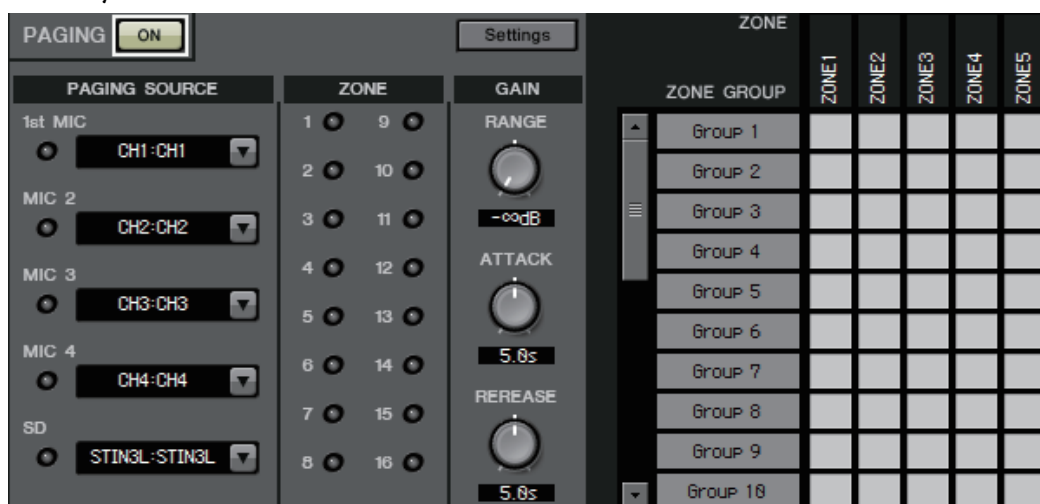 PAGING ON
Settings
PAGING SOURCE
1st MIC
CH1:CH1
MIC 2
CH2:CH2
MIC 3
CH3:CH3
MIC 4
CH4:CH4
SD
STIN3L:STIN3L
ZONE
1 9
2 10
3 11
4 12
5 13
6 14
7 15
8 16
GAIN
RANGE
-∞dB
ATTACK
5.0s
REREASE
5.0s
ZONE
ZONE GROUP
ZONE1
ZONE2
ZONE3
ZONE4
ZONE5
Group 1
Group 2
Group 3
Group 4
Group 5
Group 6
Group 7
Group 8
Group 9
Group 10